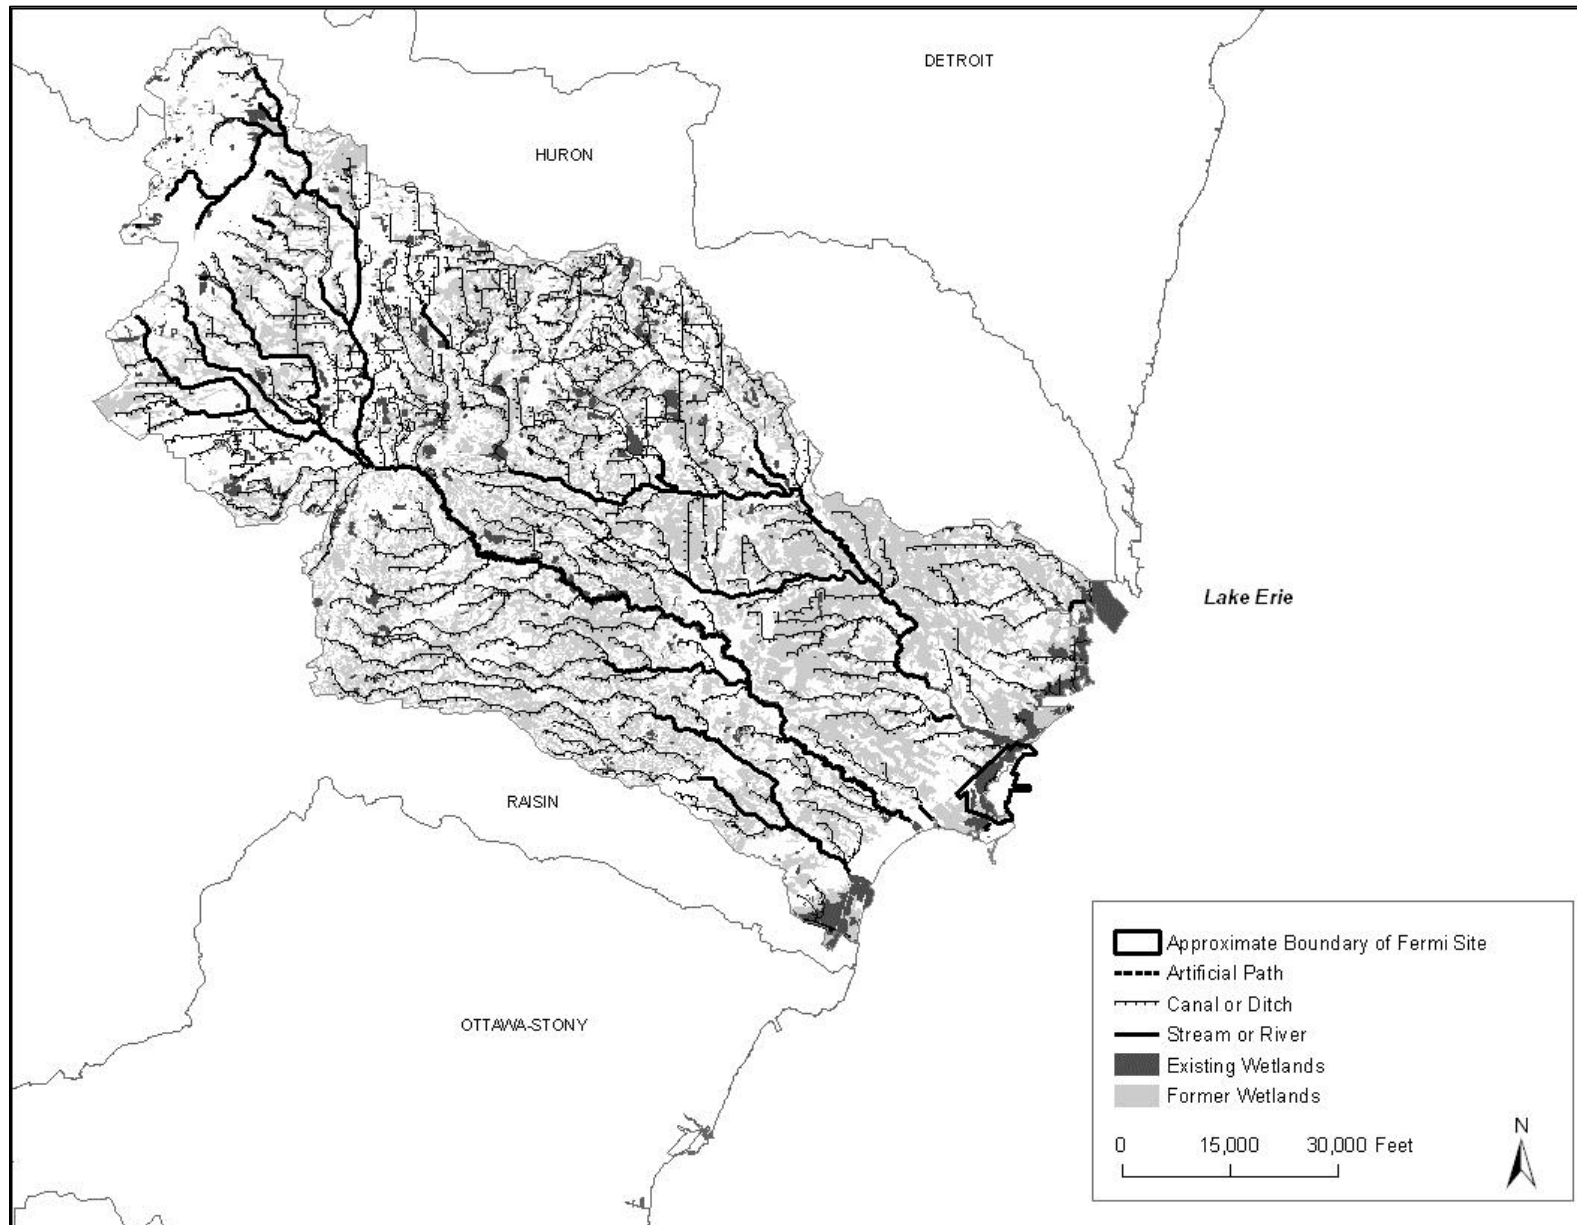 DETROIT
HURON
Lake Erie
RAISIN
OTTAWA-STONY
Approximate Boundary of Fermi Site
Artificial Path
Canal or Ditch
Stream or River
Existing Wetlands
Former Wetlands
0 15,000 30,000 Feet
N